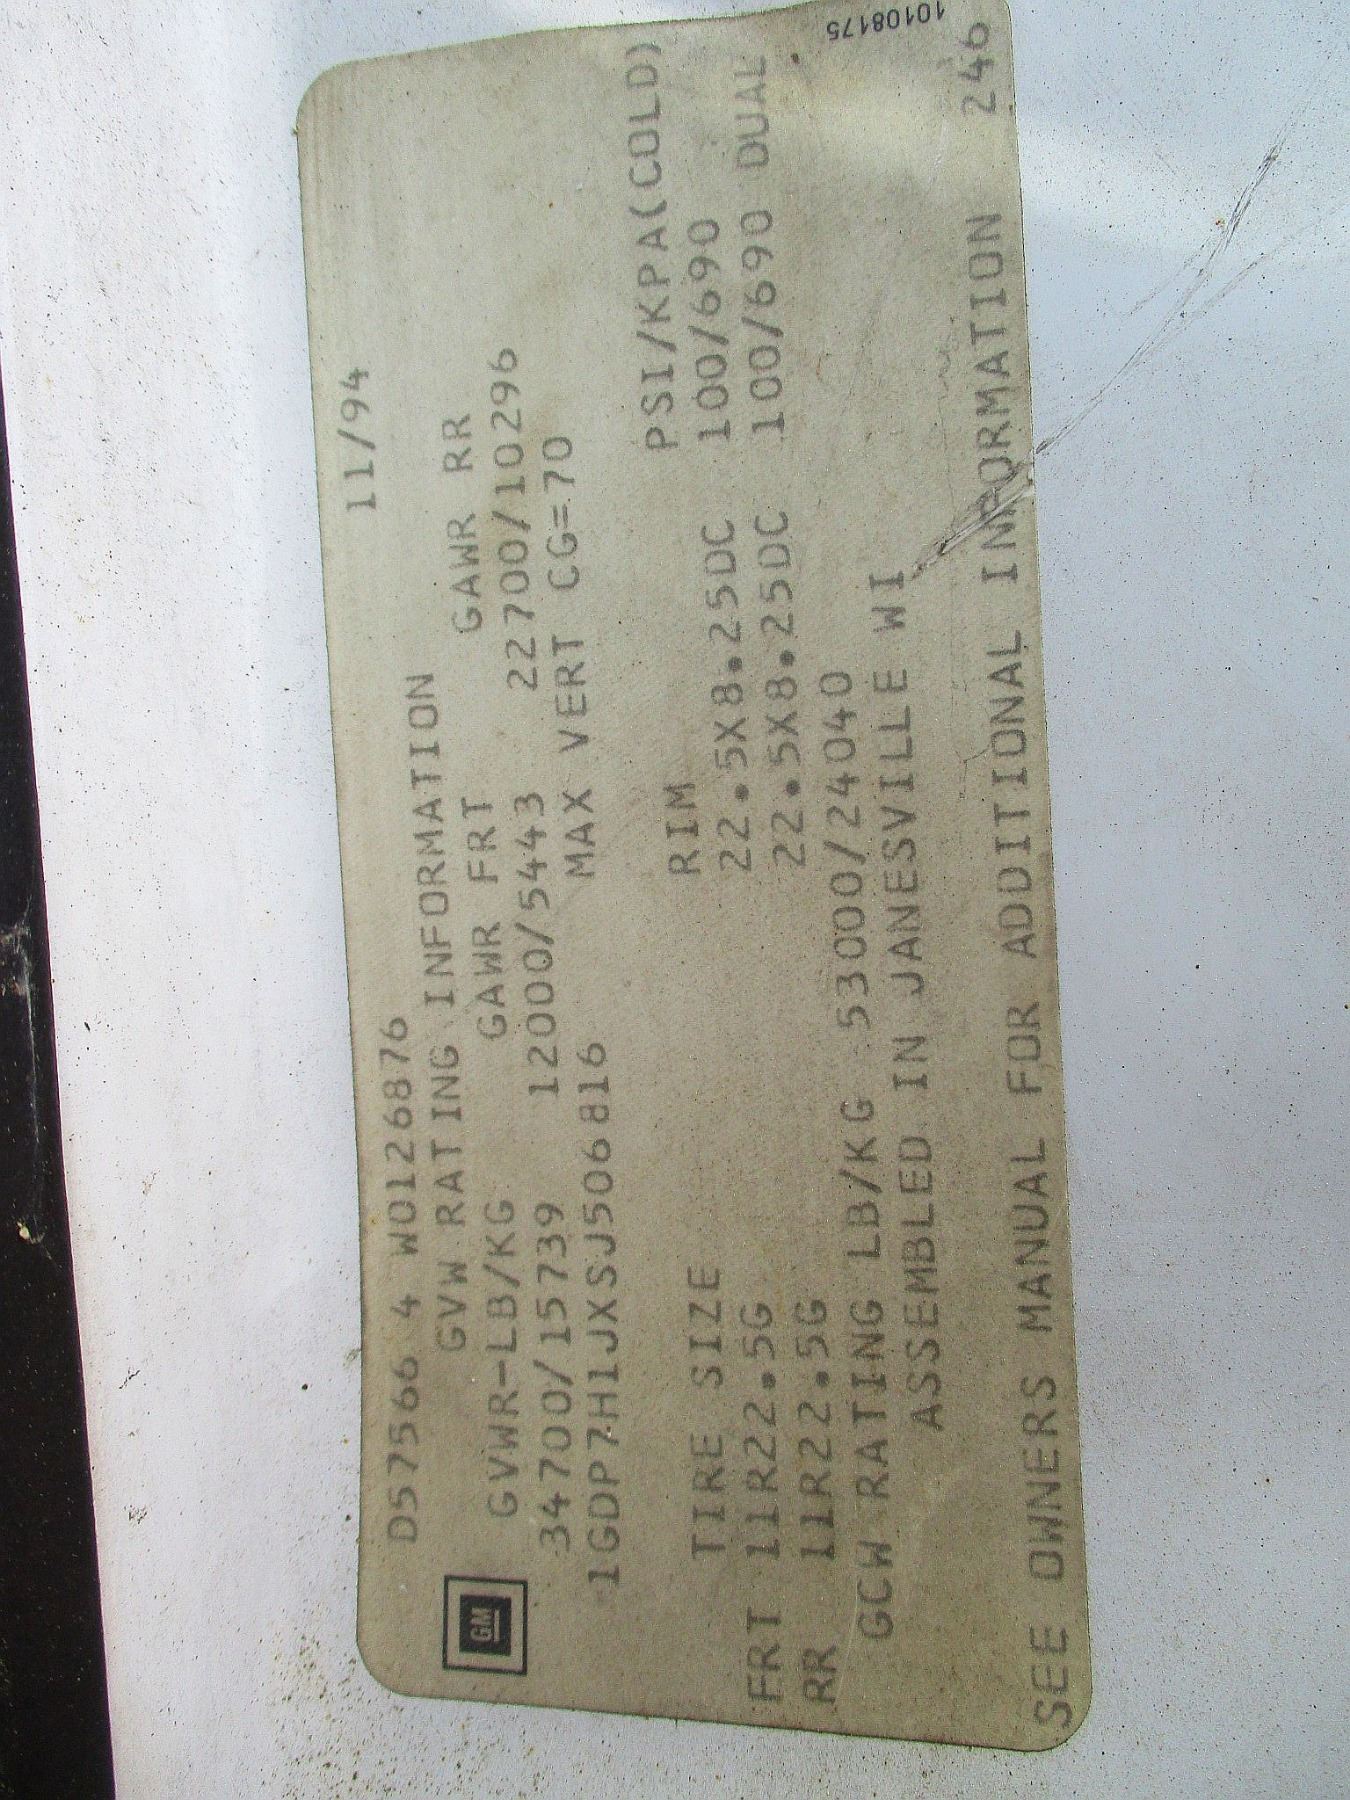 D57566 4 W0126876 11/94
GVW RATING INFORMATION
GM
GVWR-LB/KG GAWR FRT GAWR RR
34700/15739 12000/5443 22700/10296
1GDP7H1JXSJ506816 MAX VERT CG=70
TIRE SIZE RIM PSI/KPA(COLD)
FRT 11R22.5G 22.5X8.25DC 100/690
RR 11R22.5G 22.5X8.25DC 100/690 DUAL
GCW RATING LB/KG 53000/24040
ASSEMBLED IN JANESVILLE WI
10108175
SEE OWNERS MANUAL FOR ADDITIONAL INFORMATION 246